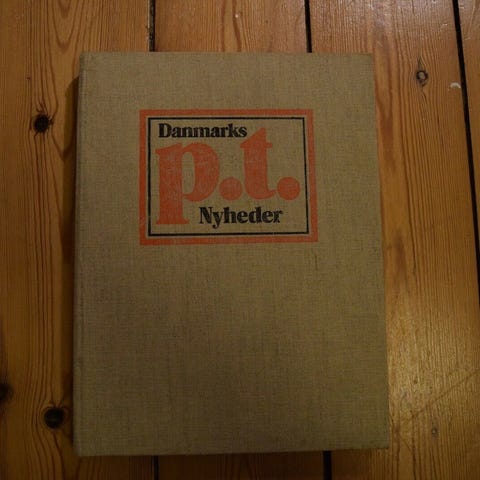 Danmarks
p.t.
Nyheder